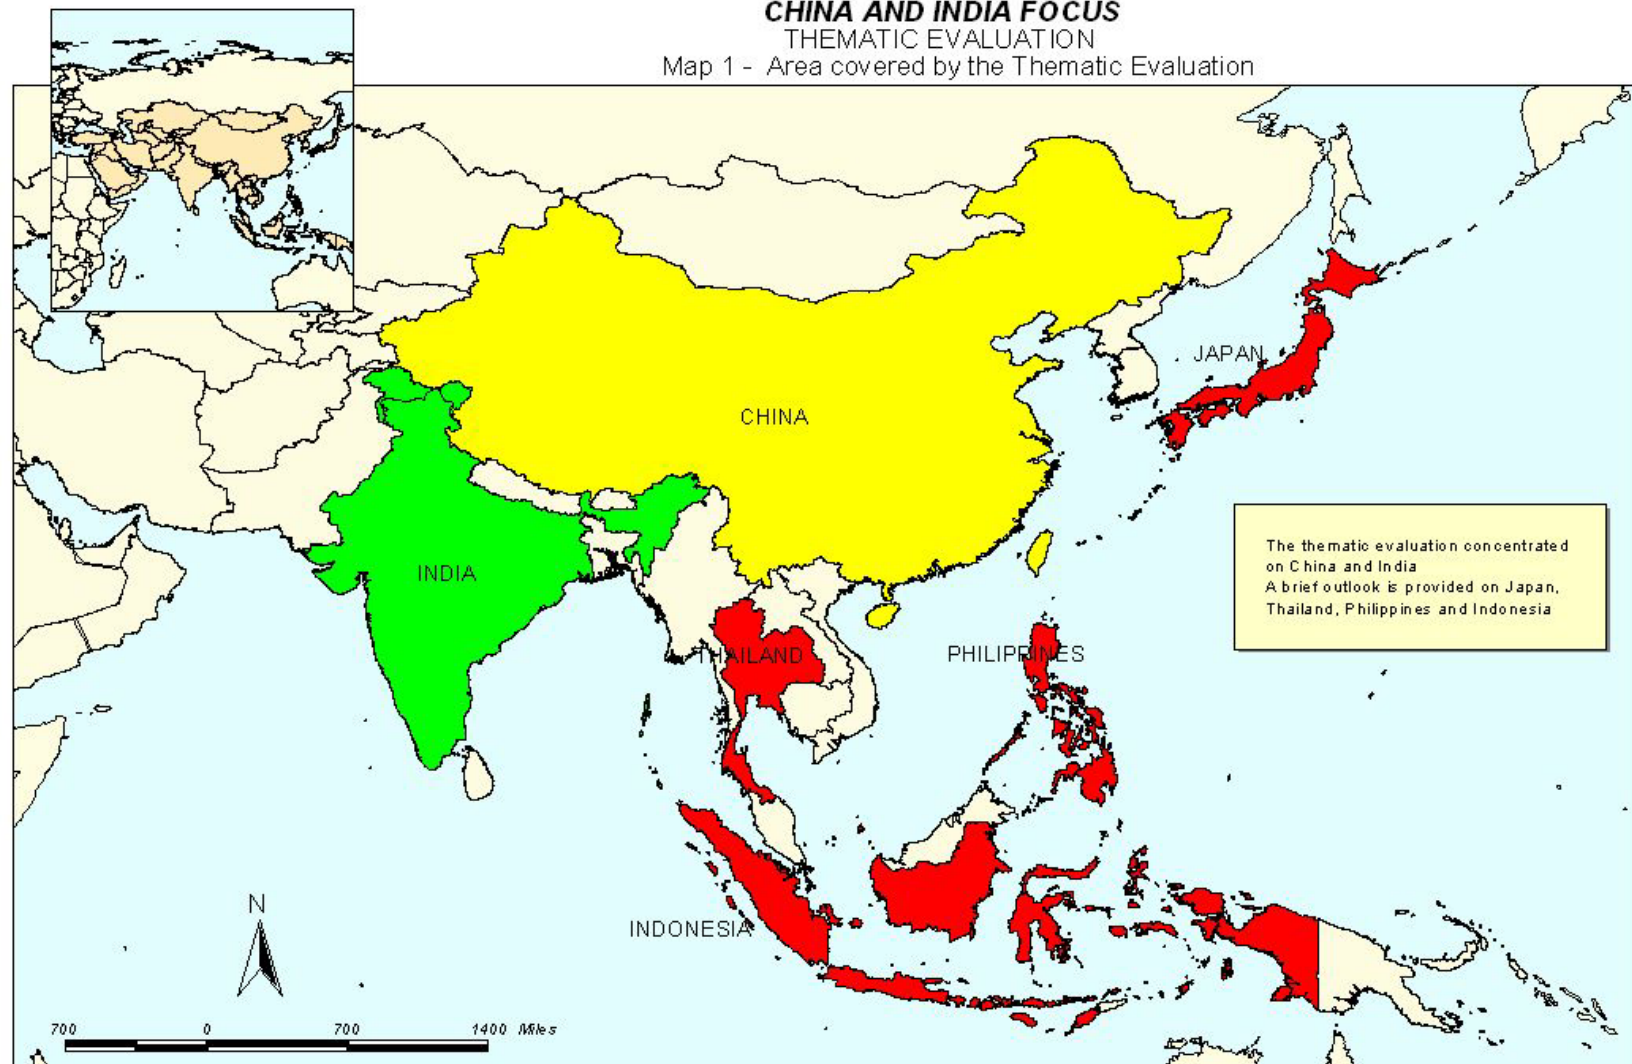 CHINA AND INDIA FOCUS
THEMATIC EVALUATION
Map 1 - Area covered by the Thematic Evaluation
JAPAN
CHINA
The thematic evaluation concentrated
on China and India
A brief outlook is provided on Japan,
Thailand, Philippines and Indonesia
INDIA
THAILAND
PHILIPPINES
INDONESIA
N
700 0 700 1400 Miles